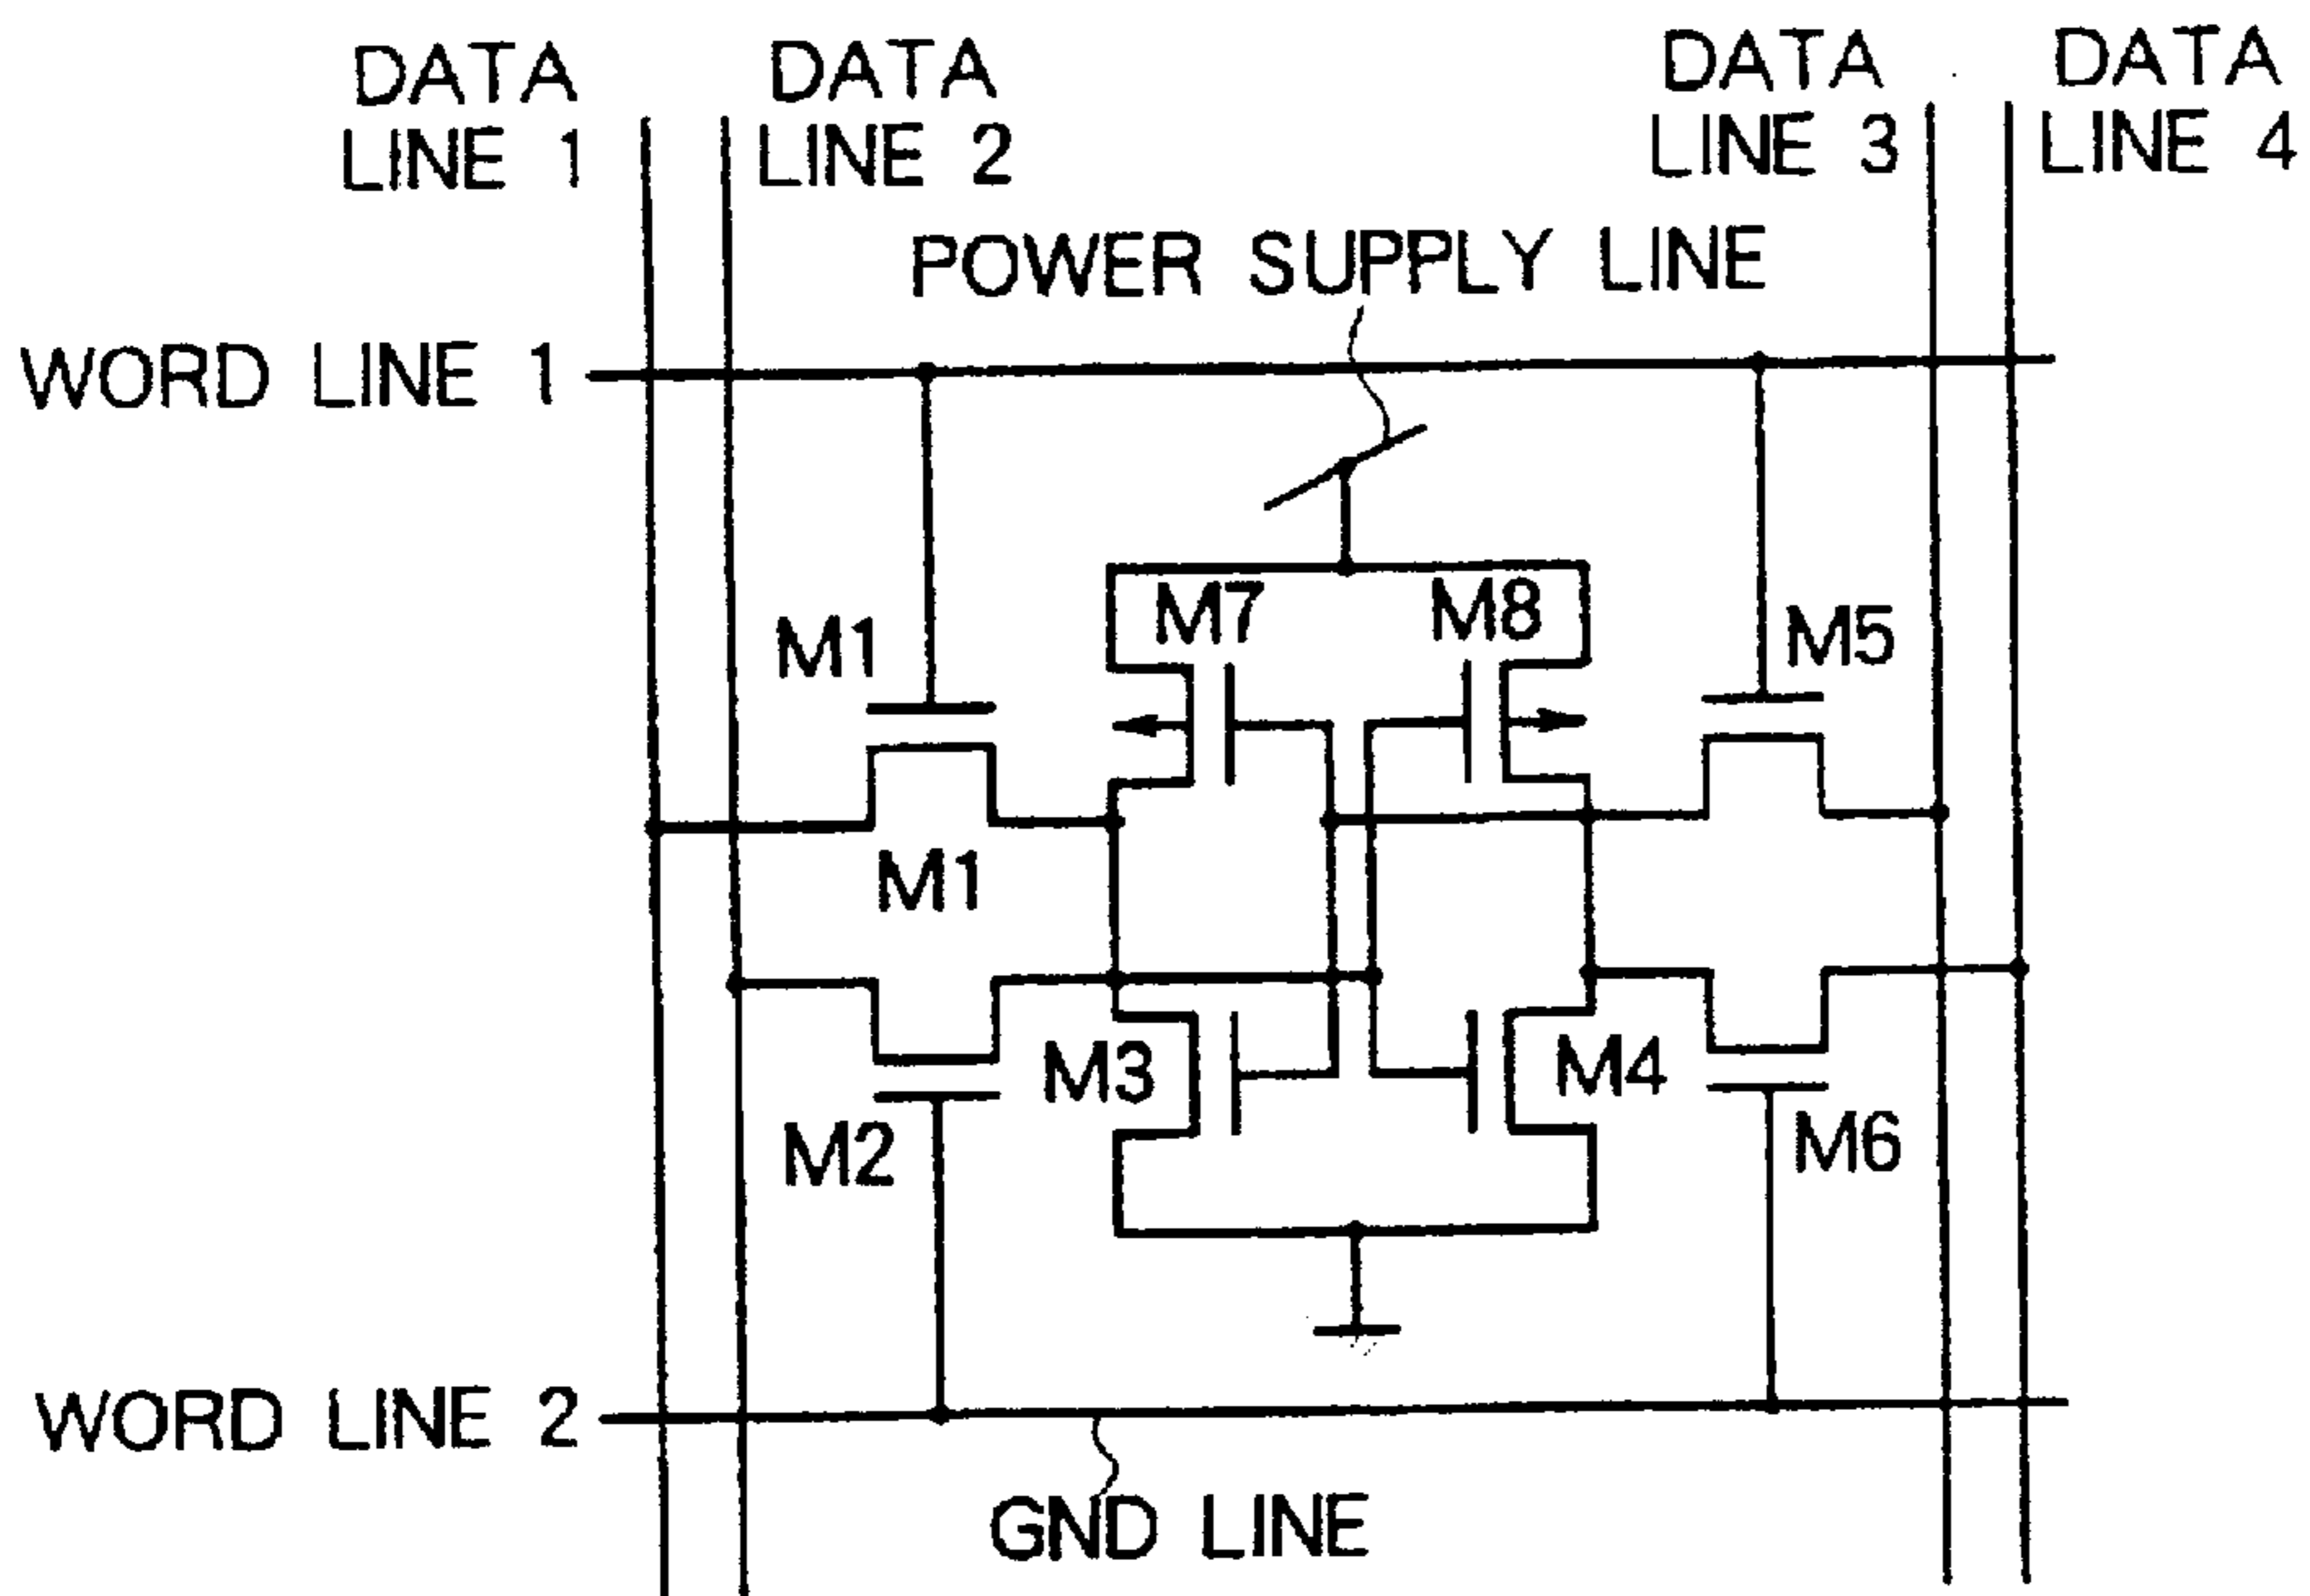 DATA LINE 1
DATA LINE 2
DATA LINE 3
DATA LINE 4
POWER SUPPLY LINE
WORD LINE 1
M7
M8
M1
M5
M1
M3
M4
M2
M6
WORD LINE 2
GND LINE